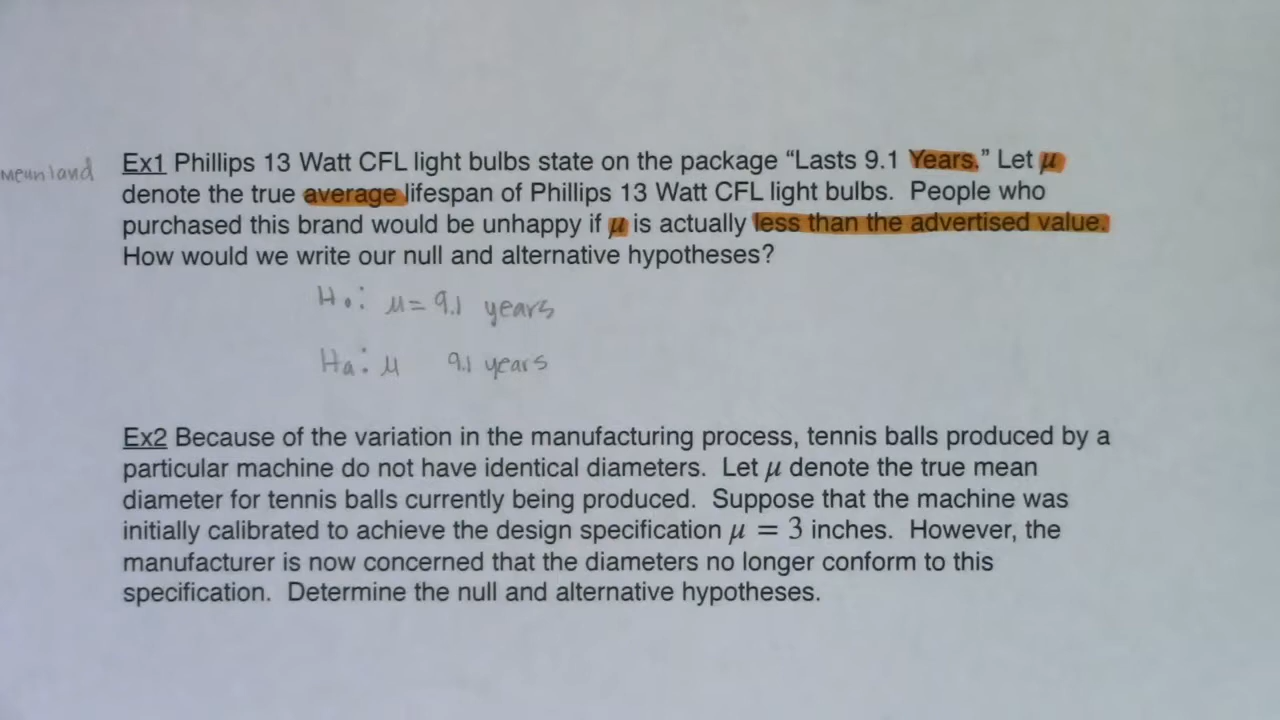 mean land
Ex1 Phillips 13 Watt CFL light bulbs state on the package “Lasts 9.1 Years.” Let μ
denote the true average lifespan of Phillips 13 Watt CFL light bulbs. People who
purchased this brand would be unhappy if μ is actually less than the advertised value.
How would we write our null and alternative hypotheses?
H₀: μ = 9.1 years
Ha: μ 9.1 years
Ex2 Because of the variation in the manufacturing process, tennis balls produced by a
particular machine do not have identical diameters. Let μ denote the true mean
diameter for tennis balls currently being produced. Suppose that the machine was
initially calibrated to achieve the design specification μ = 3 inches. However, the
manufacturer is now concerned that the diameters no longer conform to this
specification. Determine the null and alternative hypotheses.